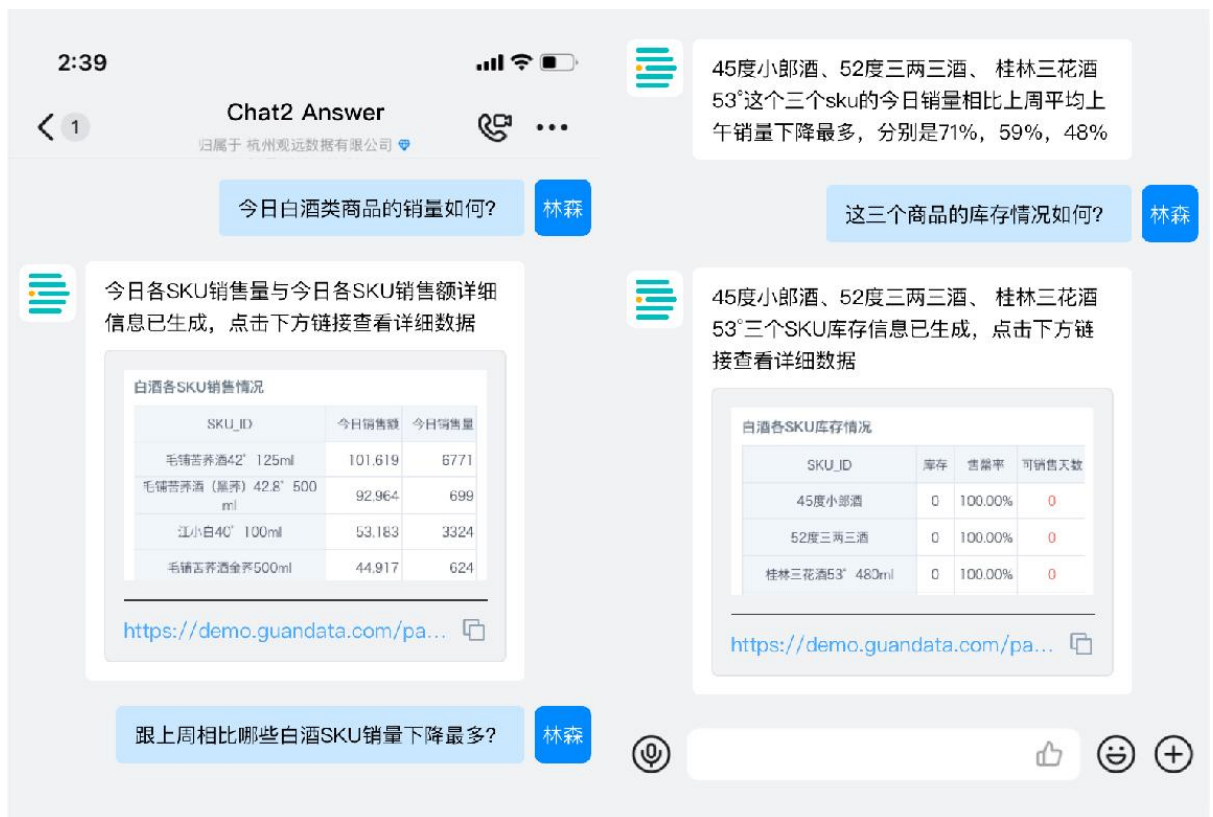 2:39
1
Chat2 Answer
归属于 杭州观远数据有限公司
今日白酒类商品的销量如何?
林森
今日各SKU销售量与今日各SKU销售额详细
信息已生成，点击下方链接查看详细数据
白酒各SKU销售情况
SKU_ID 今日销售额 今日销售量
毛铺苦荞酒42° 125ml 101,619 6771
毛铺苦荞酒（黑荞）42.8° 500
ml 92,964 699
江小白40° 100ml 53,183 3324
毛铺苦荞酒金荞500ml 44,917 624
https://demo.guandata.com/pa...
跟上周相比哪些白酒SKU销量下降最多?
林森
45度小郎酒、52度三两三酒、 桂林三花酒
53°这个三个sku的今日销量相比上周平均上
午销量下降最多，分别是71%，59%，48%
这三个商品的库存情况如何?
林森
45度小郎酒、52度三两三酒、 桂林三花酒
53°三个SKU库存信息已生成，点击下方链
接查看详细数据
白酒各SKU库存情况
SKU_ID 库存 售罄率 可销售天数
45度小郎酒 0 100.00% 0
52度三两三酒 0 100.00% 0
桂林三花酒53° 480ml 0 100.00% 0
https://demo.guandata.com/pa...